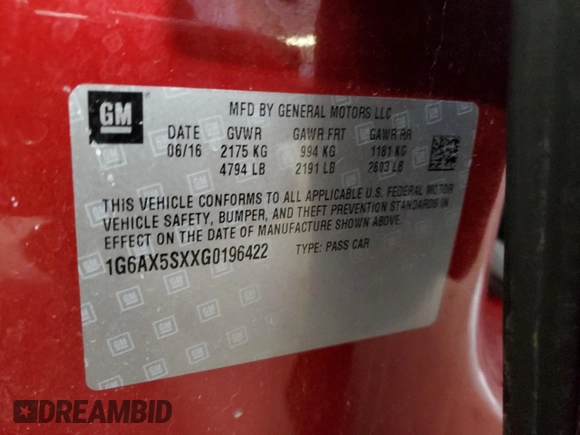 GM
MFD BY GENERAL MOTORS LLC
DATE GVWR GAWR FRT GAWR RR
06/16 2175 KG 994 KG 1181 KG
4794 LB 2191 LB 2603 LB
THIS VEHICLE CONFORMS TO ALL APPLICABLE U.S. FEDERAL MOTOR
VEHICLE SAFETY, BUMPER, AND THEFT PREVENTION STANDARDS IN
EFFECT ON THE DATE OF MANUFACTURE SHOWN ABOVE.
1G6AX5SXXG0196422 TYPE: PASS CAR
DREAMBID